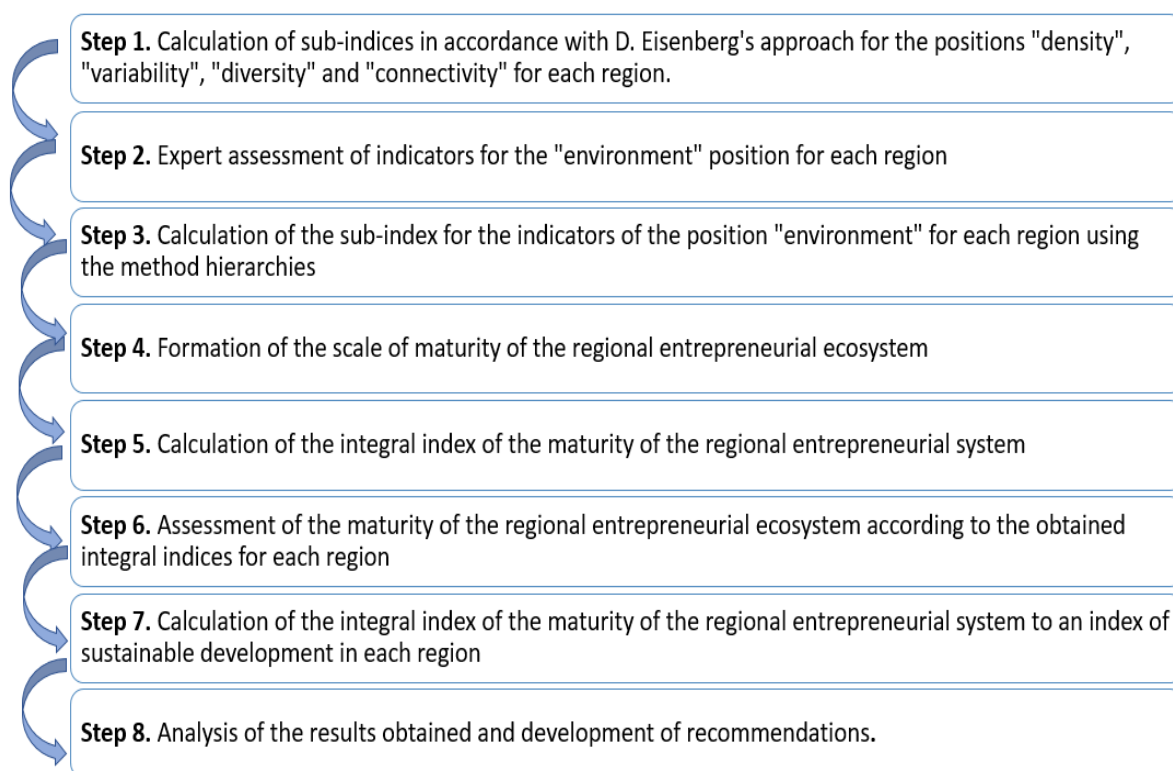 Step 1. Calculation of sub-indices in accordance with D. Eisenberg's approach for the positions "density",
"variability", "diversity" and "connectivity" for each region.
Step 2. Expert assessment of indicators for the "environment" position for each region
Step 3. Calculation of the sub-index for the indicators of the position "environment" for each region using
the method hierarchies
Step 4. Formation of the scale of maturity of the regional entrepreneurial ecosystem
Step 5. Calculation of the integral index of the maturity of the regional entrepreneurial system
Step 6. Assessment of the maturity of the regional entrepreneurial ecosystem according to the obtained
integral indices for each region
Step 7. Calculation of the integral index of the maturity of the regional entrepreneurial system to an index of
sustainable development in each region
Step 8. Analysis of the results obtained and development of recommendations.